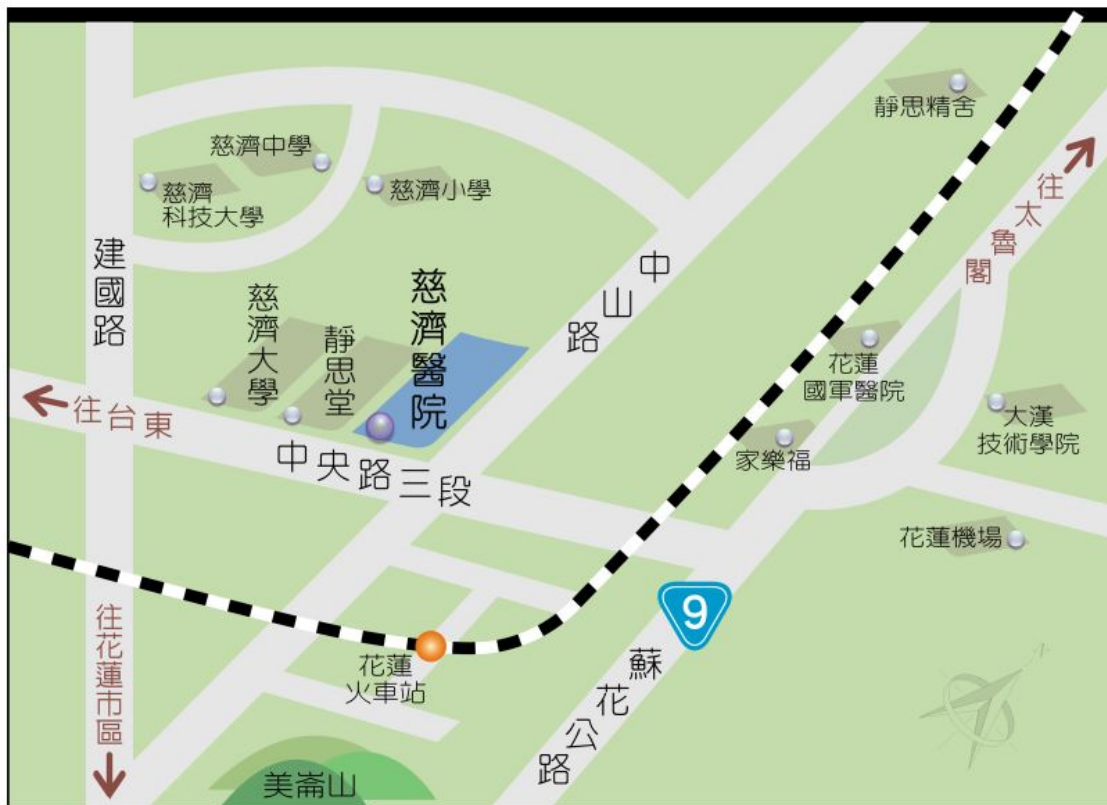 靜思精舍
慈濟中學
慈濟
科技大學
慈濟小學
往太魯閣
建國路
中山路
慈濟大學
靜思堂
慈濟醫院
花蓮
國軍醫院
往台東
大漢
技術學院
家樂福
中央路三段
花蓮機場
9
往花蓮市區
花蓮
火車站
蘇花公路
美崙山
N